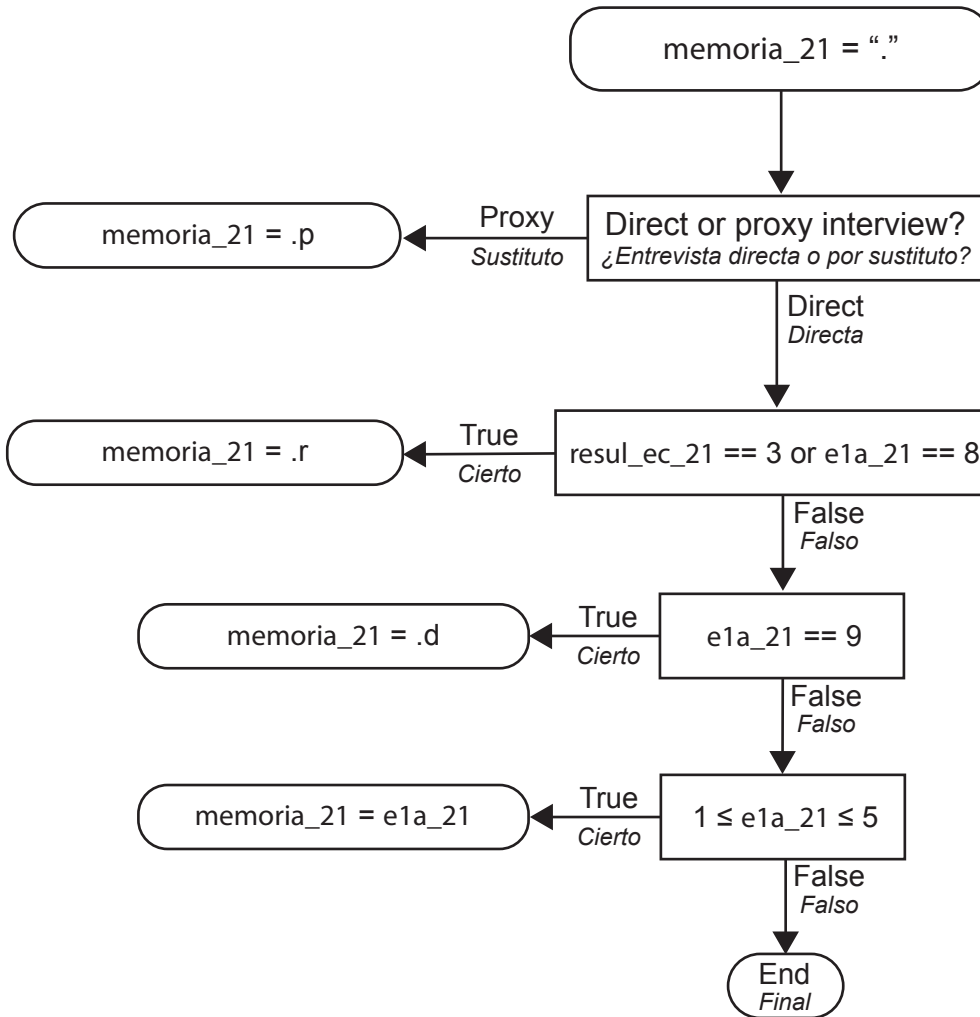 memoria_21 = “.”
Direct or proxy interview?
¿Entrevista directa o por sustituto?
Proxy
Sustituto
memoria_21 = .p
Direct
Directa
resul_ec_21 == 3 or e1a_21 == 8
True
Cierto
memoria_21 = .r
False
Falso
e1a_21 == 9
True
Cierto
memoria_21 = .d
False
Falso
1 ≤ e1a_21 ≤ 5
True
Cierto
memoria_21 = e1a_21
False
Falso
End
Final